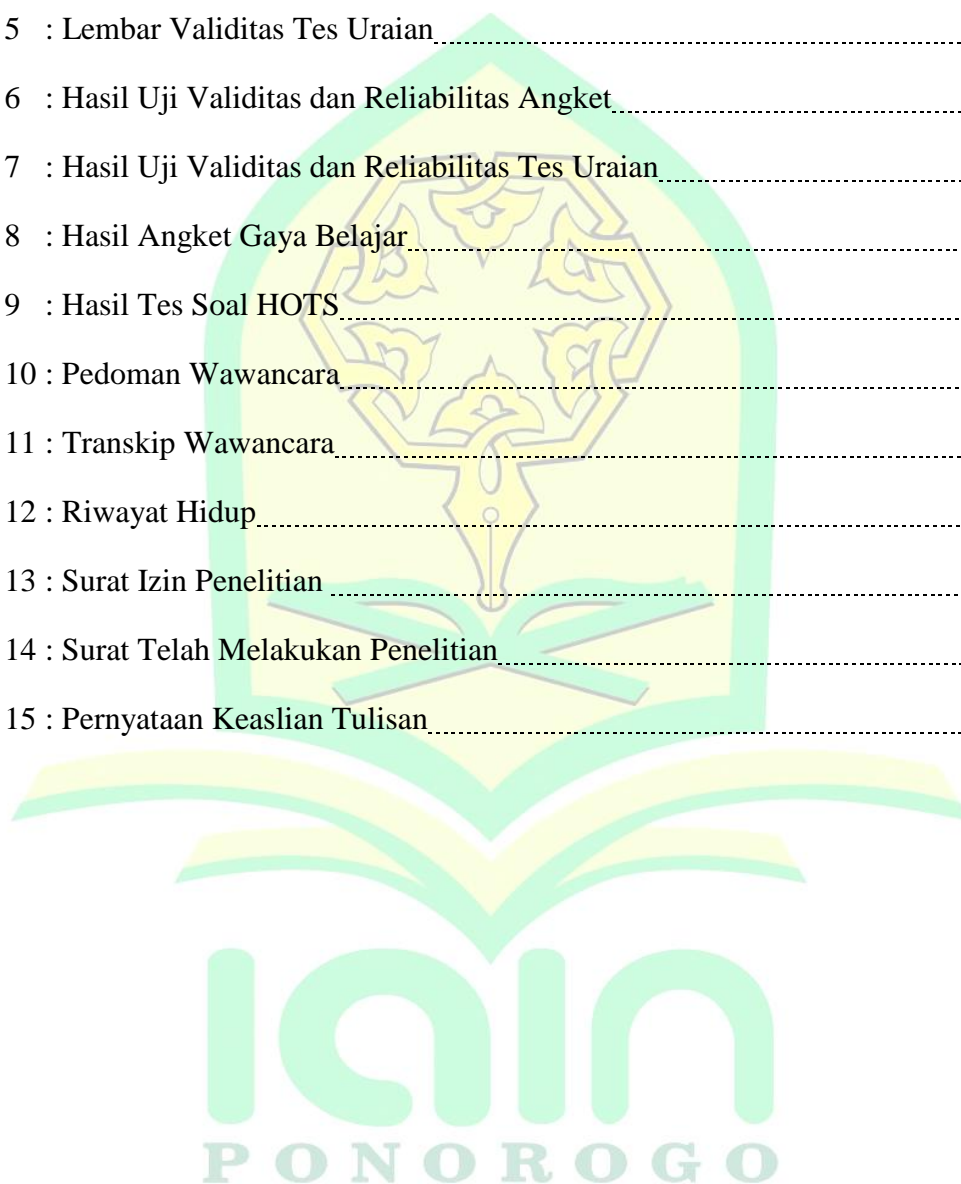 5 : Lembar Validitas Tes Uraian
6 : Hasil Uji Validitas dan Reliabilitas Angket
7 : Hasil Uji Validitas dan Reliabilitas Tes Uraian
8 : Hasil Angket Gaya Belajar
9 : Hasil Tes Soal HOTS
10 : Pedoman Wawancara
11 : Transkip Wawancara
12 : Riwayat Hidup
13 : Surat Izin Penelitian
14 : Surat Telah Melakukan Penelitian
15 : Pernyataan Keaslian Tulisan
iain
PONOROGO